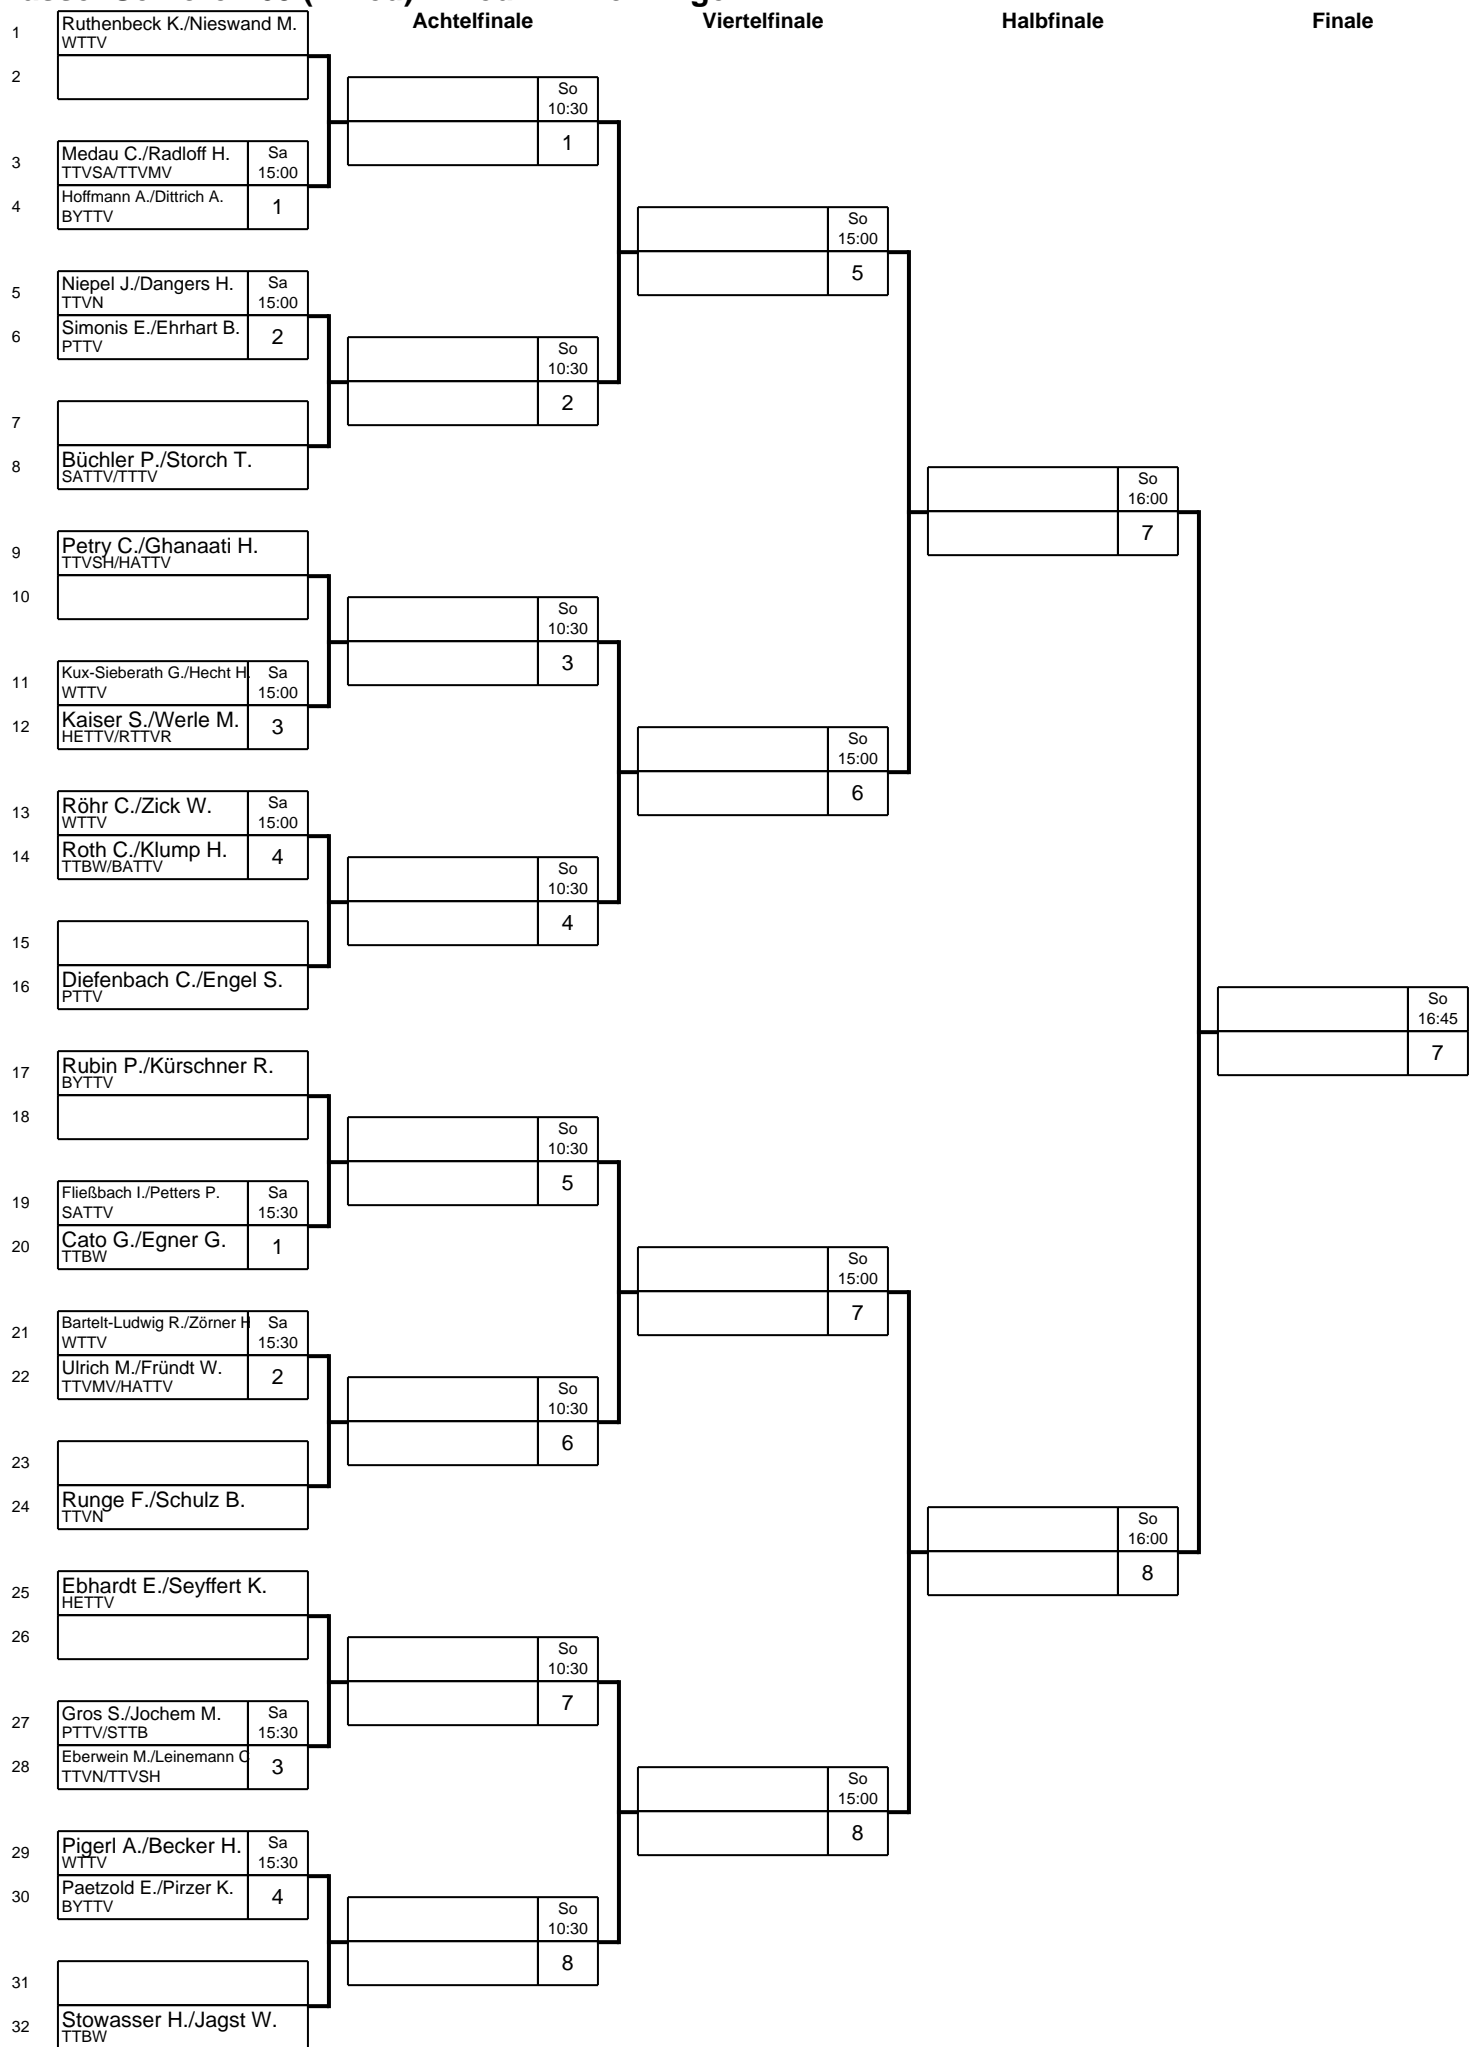 Achtelfinale Viertelfinale Halbfinale Finale
1 Ruthenbeck K./Nieswand M.
WTTV
2
So
10:30
1
3 Medau C./Radloff H. Sa
TTVSA/TTVMV 15:00
4 Hoffmann A./Dittrich A. 1
BYTTV
So
15:00
5
5 Niepel J./Dangers H. Sa
TTVN 15:00
6 Simonis E./Ehrhart B. 2
PTTV
So
10:30
2
7
8 Büchler P./Storch T.
SATTV/TTTV
So
16:00
7
9 Petry C./Ghanaati H.
TTVSH/HATTV
10
So
10:30
3
11 Kux-Sieberath G./Hecht H. Sa
WTTV 15:00
12 Kaiser S./Werle M. 3
HETTV/RTTVR
So
15:00
6
13 Röhr C./Zick W. Sa
WTTV 15:00
14 Roth C./Klump H. 4
TTBW/BATTV
So
10:30
4
15
16 Diefenbach C./Engel S.
PTTV
So
16:45
7
17 Rubin P./Kürschner R.
BYTTV
18
So
10:30
5
19 Fließbach I./Petters P. Sa
SATTV 15:30
20 Cato G./Egner G. 1
TTBW
So
15:00
7
21 Bartelt-Ludwig R./Zörner H Sa
WTTV 15:30
22 Ulrich M./Fründt W. 2
TTVMV/HATTV
So
10:30
6
23
24 Runge F./Schulz B.
TTVN
So
16:00
8
25 Ebhardt E./Seyffert K.
HETTV
26
So
10:30
7
27 Gros S./Jochem M. Sa
PTTV/STTB 15:30
28 Eberwein M./Leinemann C 3
TTVN/TTVSH
So
15:00
8
29 Pigerl A./Becker H. Sa
WTTV 15:30
30 Paetzold E./Pirzer K. 4
BYTTV
So
10:30
8
31
32 Stowasser H./Jagst W.
TTBW